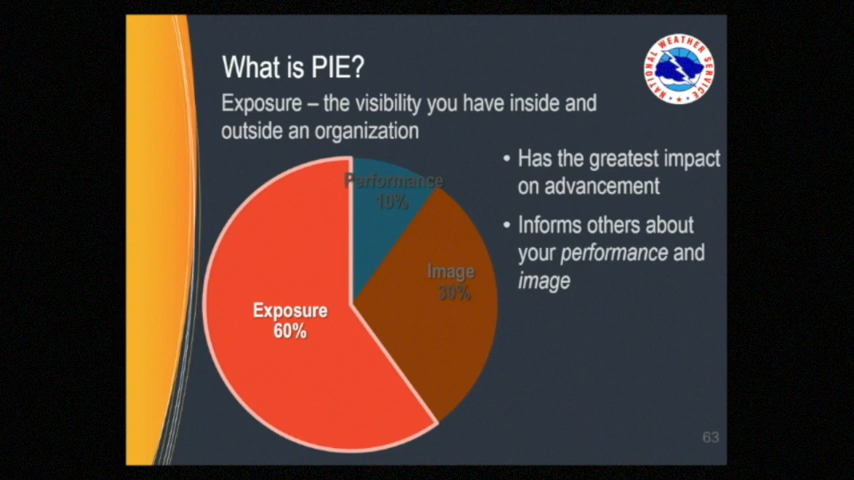 What is PIE?
Exposure – the visibility you have inside and
outside an organization
NATIONAL WEATHER SERVICE
• Has the greatest impact
on advancement
• Informs others about
your performance and
image
Performance
10%
Image
30%
Exposure
60%
63